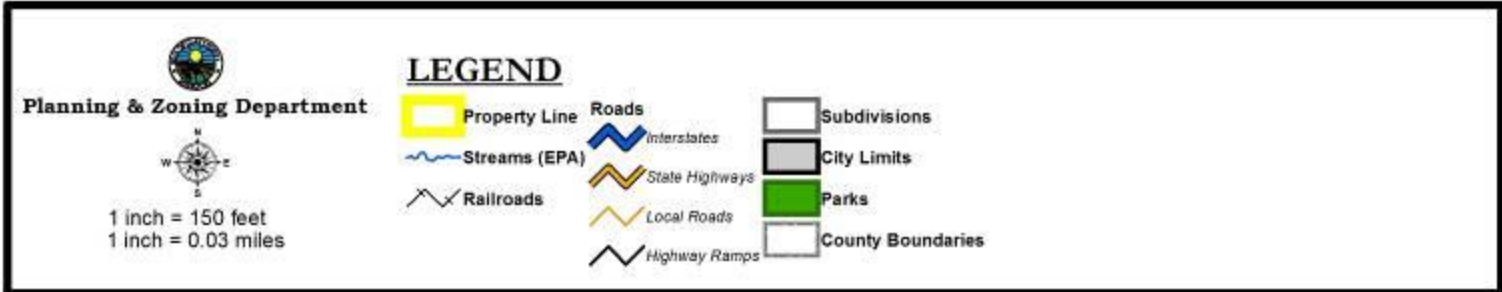 Planning & Zoning Department
N
W E
S
1 inch = 150 feet
1 inch = 0.03 miles
LEGEND
Property Line
Streams (EPA)
Railroads
Roads
Interstates
State Highways
Local Roads
Highway Ramps
Subdivisions
City Limits
Parks
County Boundaries